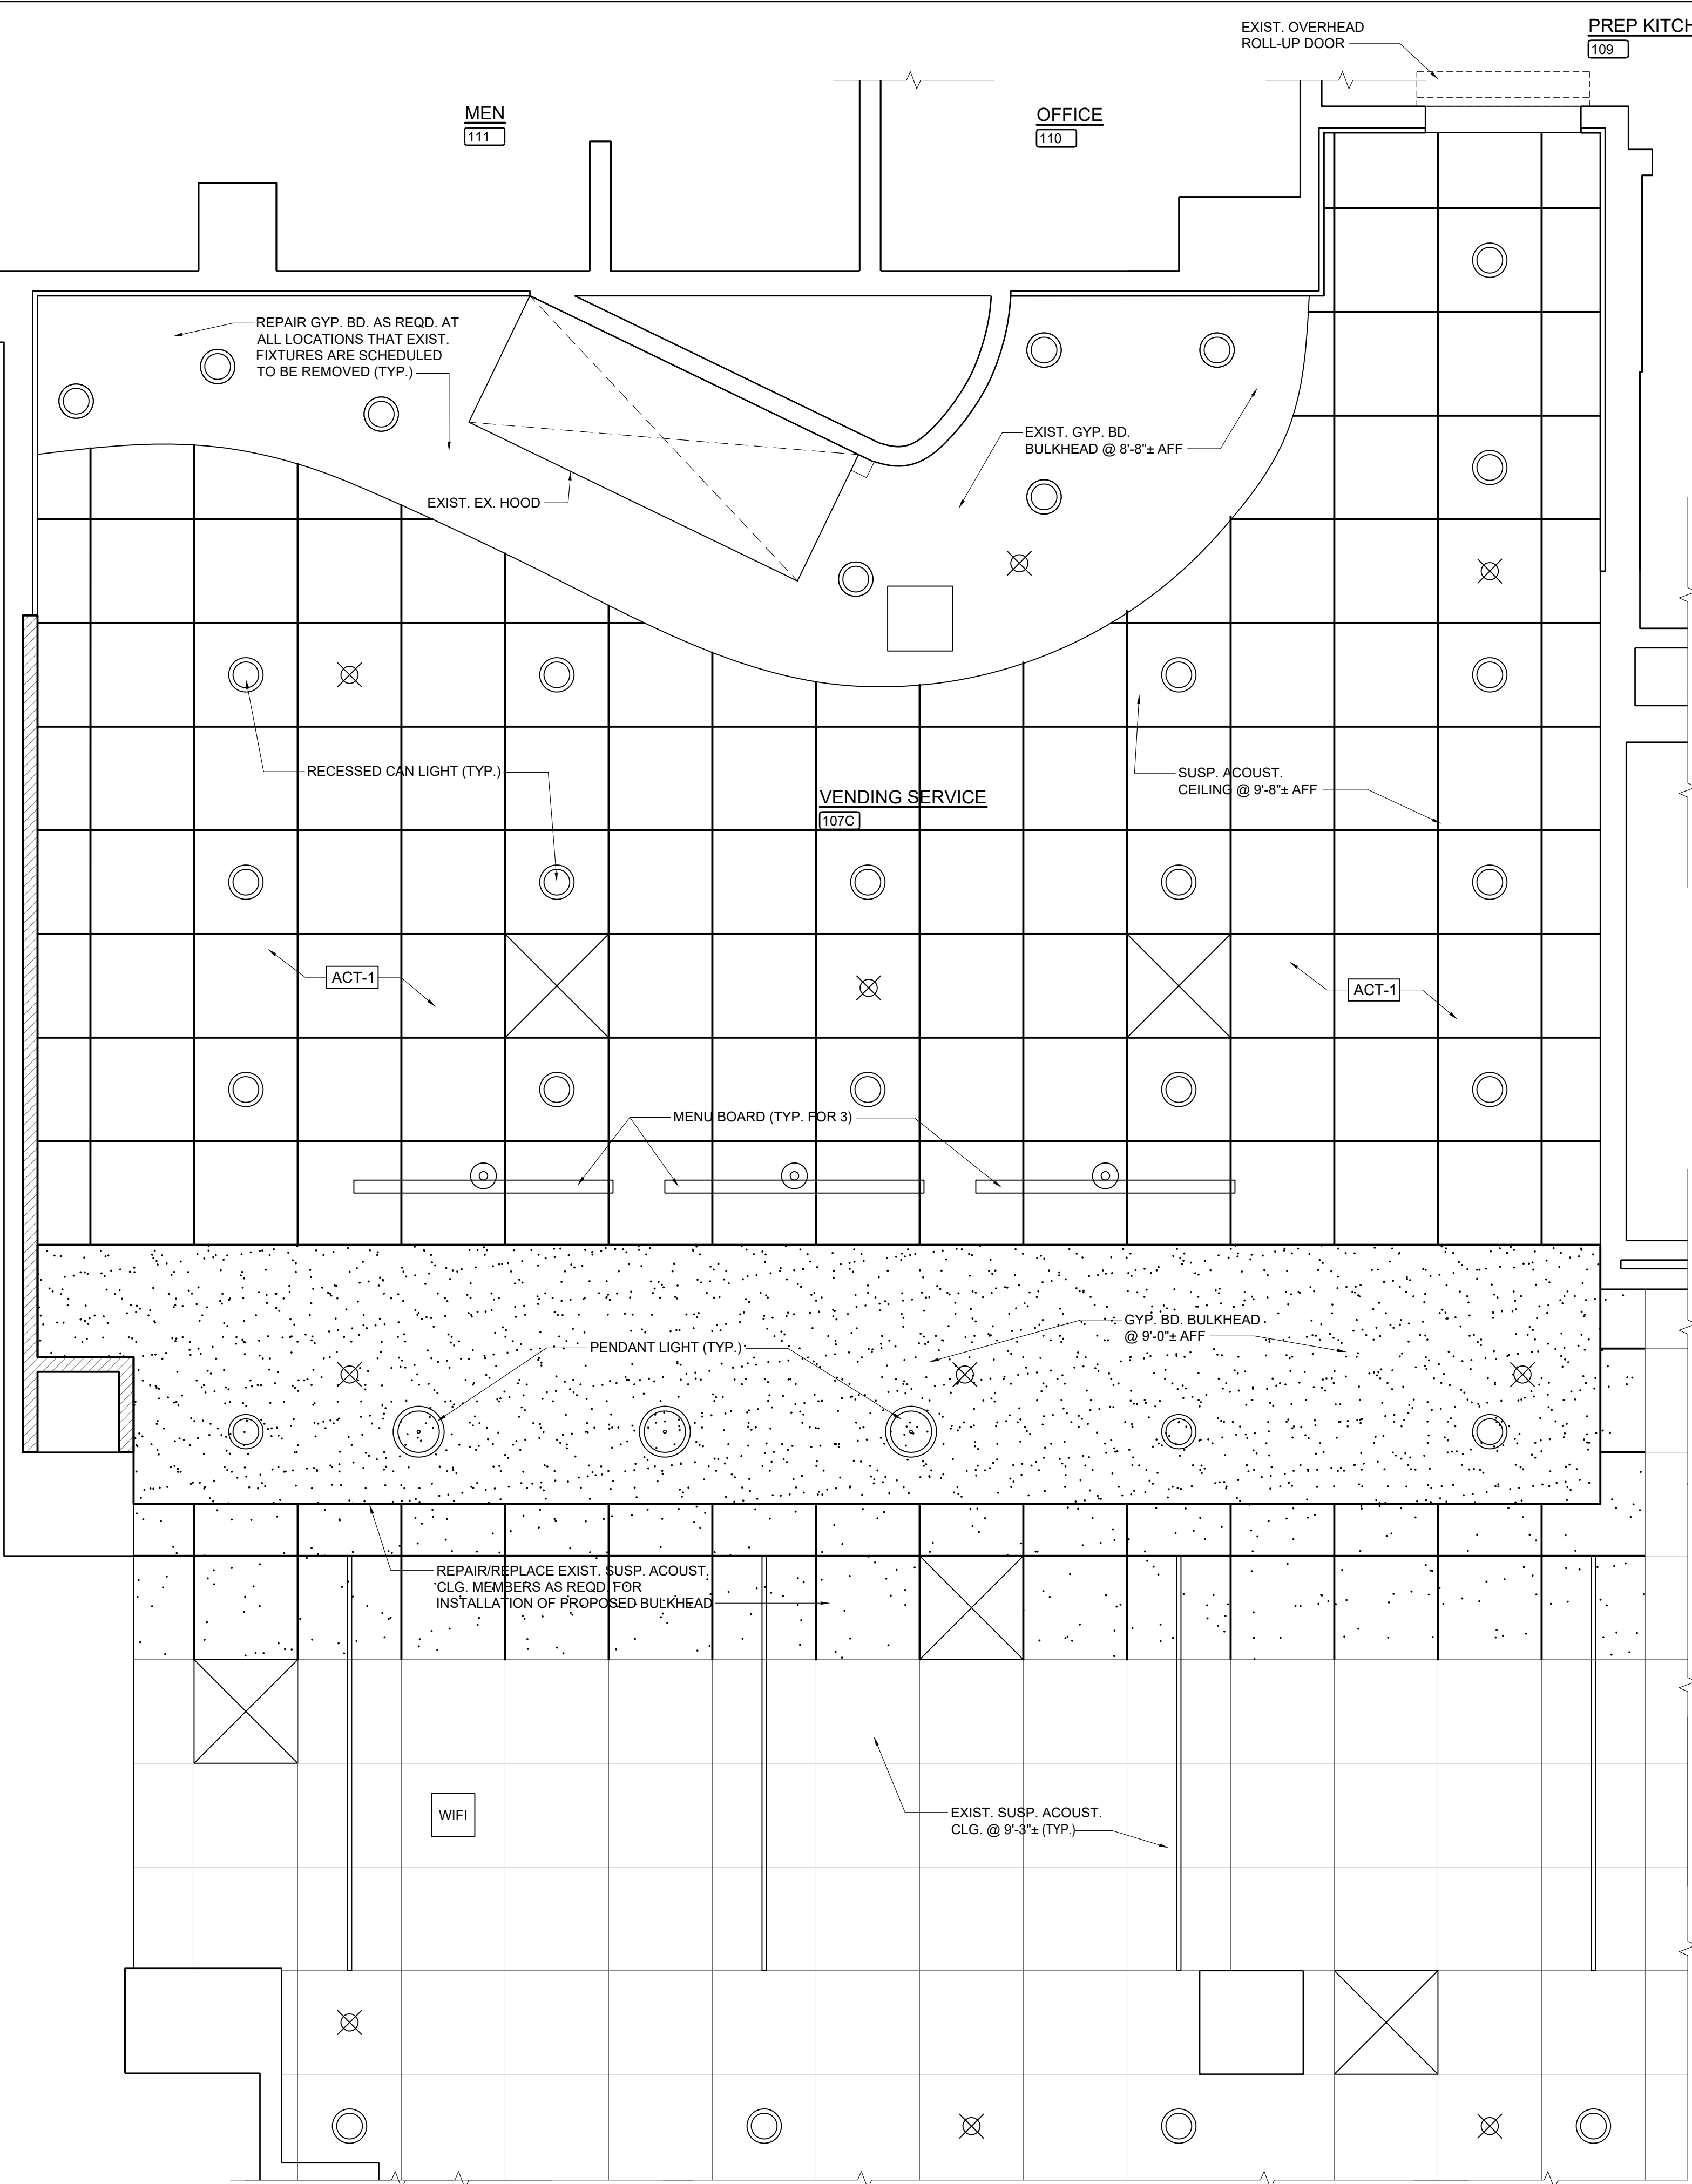 EXIST. OVERHEAD
ROLL-UP DOOR
PREP KITCH
109
MEN
111
OFFICE
110
REPAIR GYP. BD. AS REQD. AT
ALL LOCATIONS THAT EXIST.
FIXTURES ARE SCHEDULED
TO BE REMOVED (TYP.)
EXIST. GYP. BD.
BULKHEAD @ 8'-8"± AFF
EXIST. EX. HOOD
RECESSED CAN LIGHT (TYP.)
SUSP. ACOUST.
CEILING @ 9'-8"± AFF
VENDING SERVICE
107C
ACT-1
ACT-1
MENU BOARD (TYP. FOR 3)
GYP. BD. BULKHEAD
@ 9'-0"± AFF
PENDANT LIGHT (TYP.)
REPAIR/REPLACE EXIST. SUSP. ACOUST.
CLG. MEMBERS AS REQD. FOR
INSTALLATION OF PROPOSED BULKHEAD
WIFI
EXIST. SUSP. ACOUST.
CLG. @ 9'-3"± (TYP.)